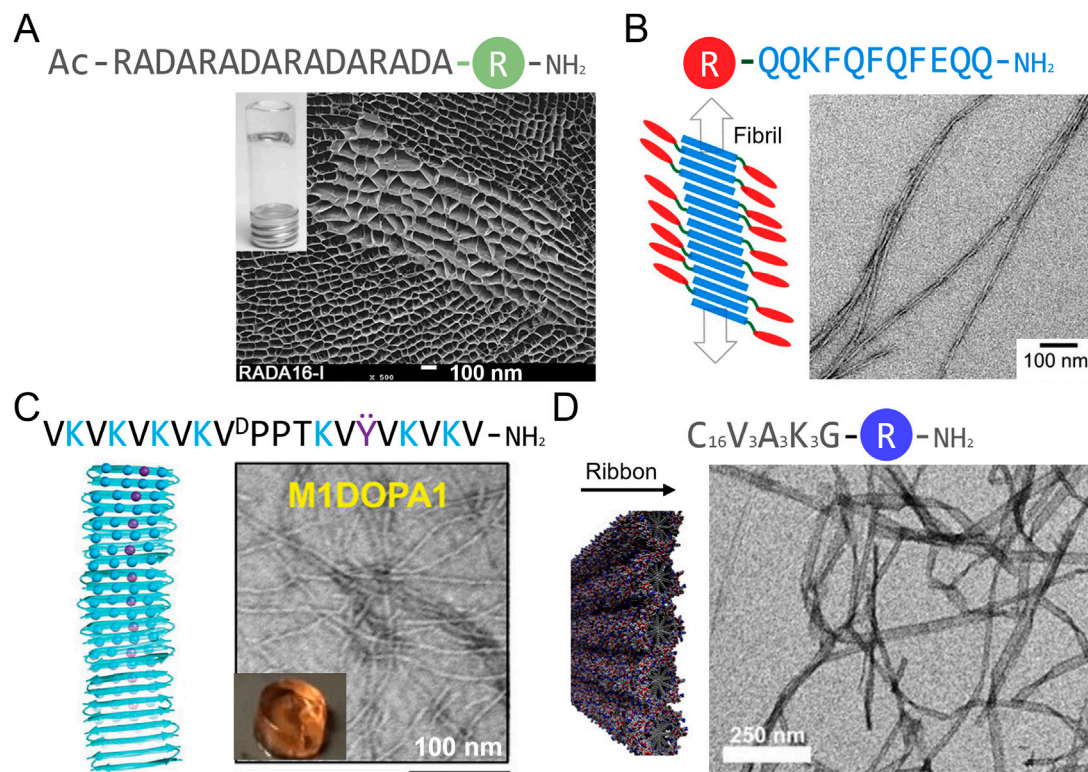 A
Ac-RADARADARADARADA-R-NH₂
RADA16-I X 500 100 nm
B
R-QQKFQFQFEQQ-NH₂
Fibril
100 nm
C
VKVKVKVKVᴰPPTKVŸVKVKV-NH₂
M1DOPA1
100 nm
D
C₁₆V₃A₃K₃G-R-NH₂
Ribbon
250 nm